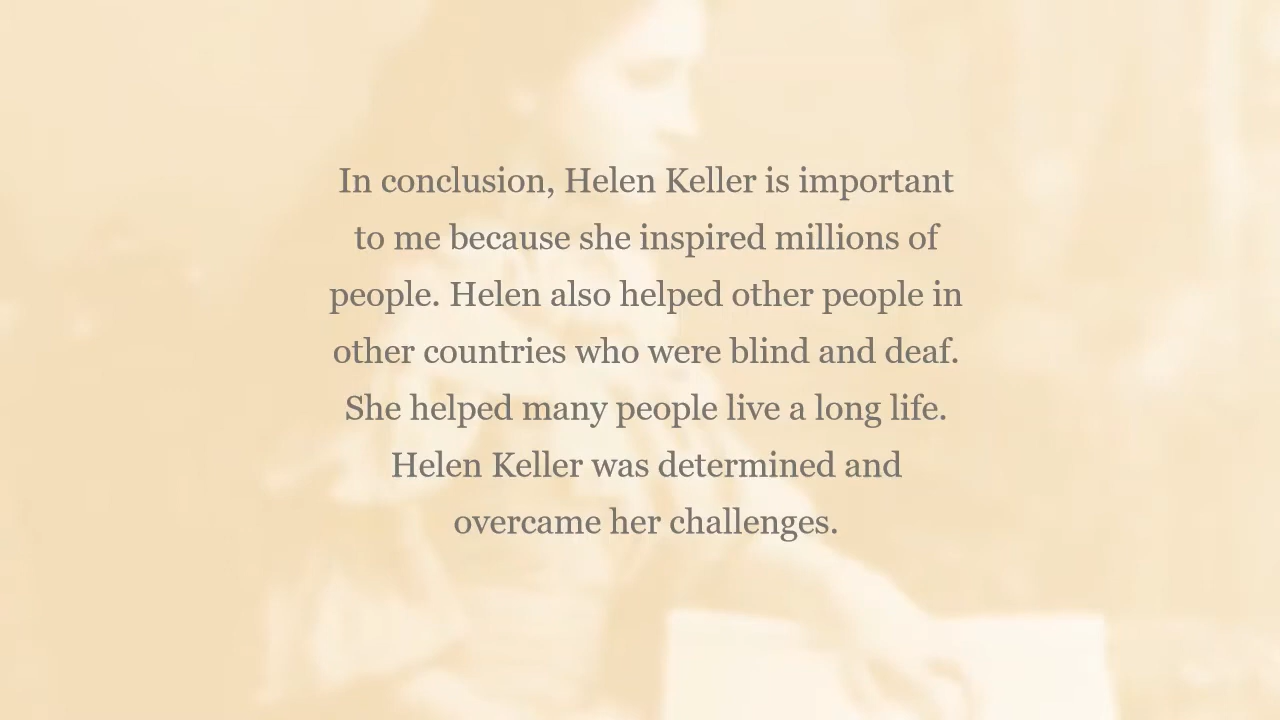 In conclusion, Helen Keller is important
to me because she inspired millions of
people. Helen also helped other people in
other countries who were blind and deaf.
She helped many people live a long life.
Helen Keller was determined and
overcame her challenges.